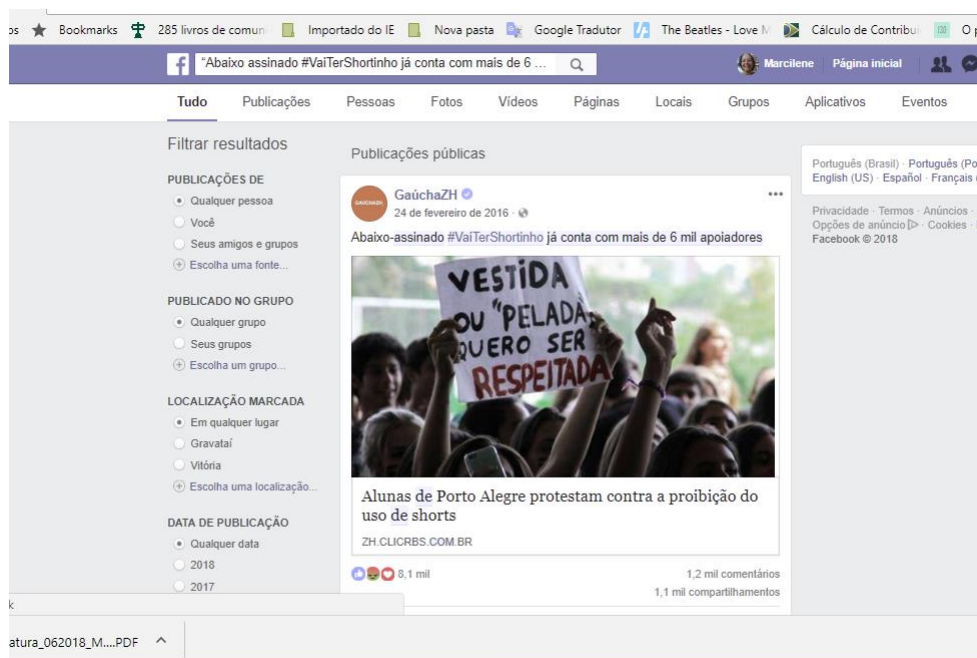 Bookmarks 285 livros de comuni Importado do IE Nova pasta Google Tradutor The Beatles - Love M Cálculo de Contribui
"Abaixo assinado #VaiTerShortinho já conta com mais de 6 ... Marcilene Página inicial
Tudo Publicações Pessoas Fotos Vídeos Páginas Locais Grupos Aplicativos Eventos
Filtrar resultados
PUBLICAÇÕES DE
Qualquer pessoa
Você
Seus amigos e grupos
Escolha uma fonte...
PUBLICADO NO GRUPO
Qualquer grupo
Seus grupos
Escolha um grupo...
LOCALIZAÇÃO MARCADA
Em qualquer lugar
Gravataí
Vitória
Escolha uma localização...
DATA DE PUBLICAÇÃO
Qualquer data
2018
2017
Publicações públicas
GaúchaZH
24 de fevereiro de 2016 ·
Abaixo-assinado #VaiTerShortinho já conta com mais de 6 mil apoiadores
VESTIDA
OU "PELADA"
QUERO SER
RESPEITADA
Alunas de Porto Alegre protestam contra a proibição do
uso de shorts
ZH.CLICRBS.COM.BR
8,1 mil 1,2 mil comentários
1,1 mil compartilhamentos
Português (Brasil) · Português (Po
English (US) · Español · Français
Privacidade · Termos · Anúncios ·
Opções de anúncio · Cookies ·
Facebook © 2018
atura_062018_M....PDF